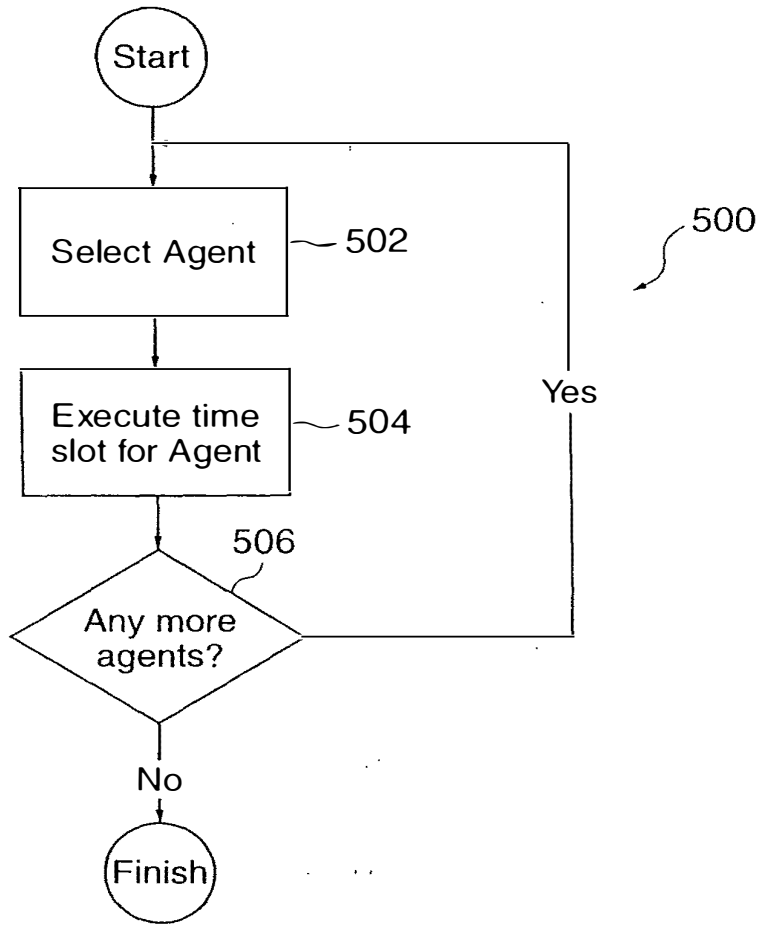 Start
500
Select Agent
502
Yes
Execute time
slot for Agent
504
506
Any more
agents?
No
Finish